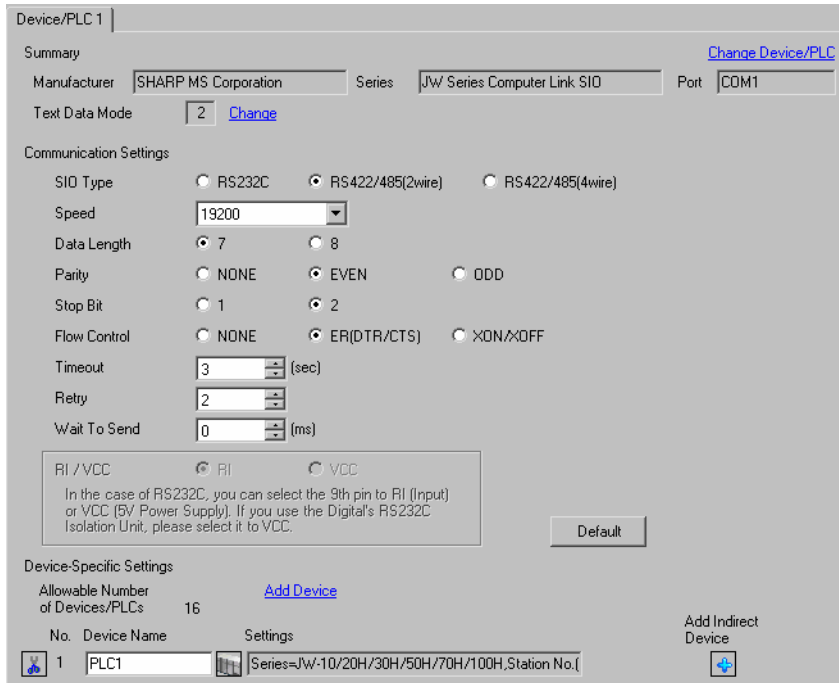 Device/PLC 1
Summary
Change Device/PLC
Manufacturer SHARP MS Corporation Series JW Series Computer Link SIO Port COM1
Text Data Mode 2 Change
Communication Settings
SIO Type RS232C RS422/485(2wire) RS422/485(4wire)
Speed 19200
Data Length 7 8
Parity NONE EVEN ODD
Stop Bit 1 2
Flow Control NONE ER(DTR/CTS) XON/XOFF
Timeout 3 (sec)
Retry 2
Wait To Send 0 (ms)
RI / VCC RI VCC
In the case of RS232C, you can select the 9th pin to RI (Input)
or VCC (5V Power Supply). If you use the Digital's RS232C
Isolation Unit, please select it to VCC.
Default
Device-Specific Settings
Allowable Number
of Devices/PLCs 16
Add Device
No. Device Name Settings
Add Indirect
Device
1 PLC1 Series=JW-10/20H/30H/50H/70H/100H,Station No.(